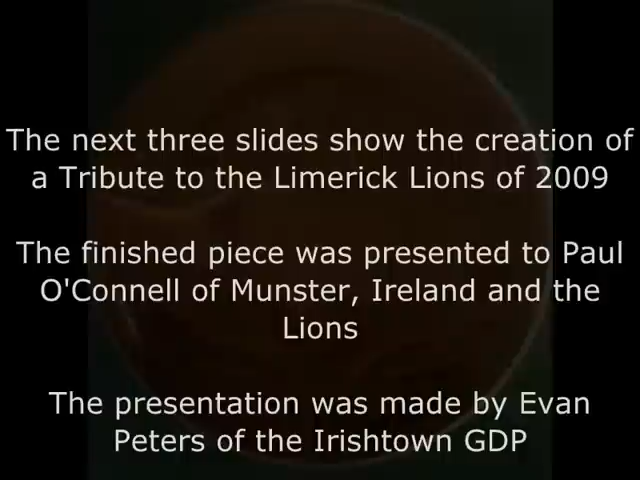 The next three slides show the creation of
a Tribute to the Limerick Lions of 2009
The finished piece was presented to Paul
O'Connell of Munster, Ireland and the
Lions
The presentation was made by Evan
Peters of the Irishtown GDP